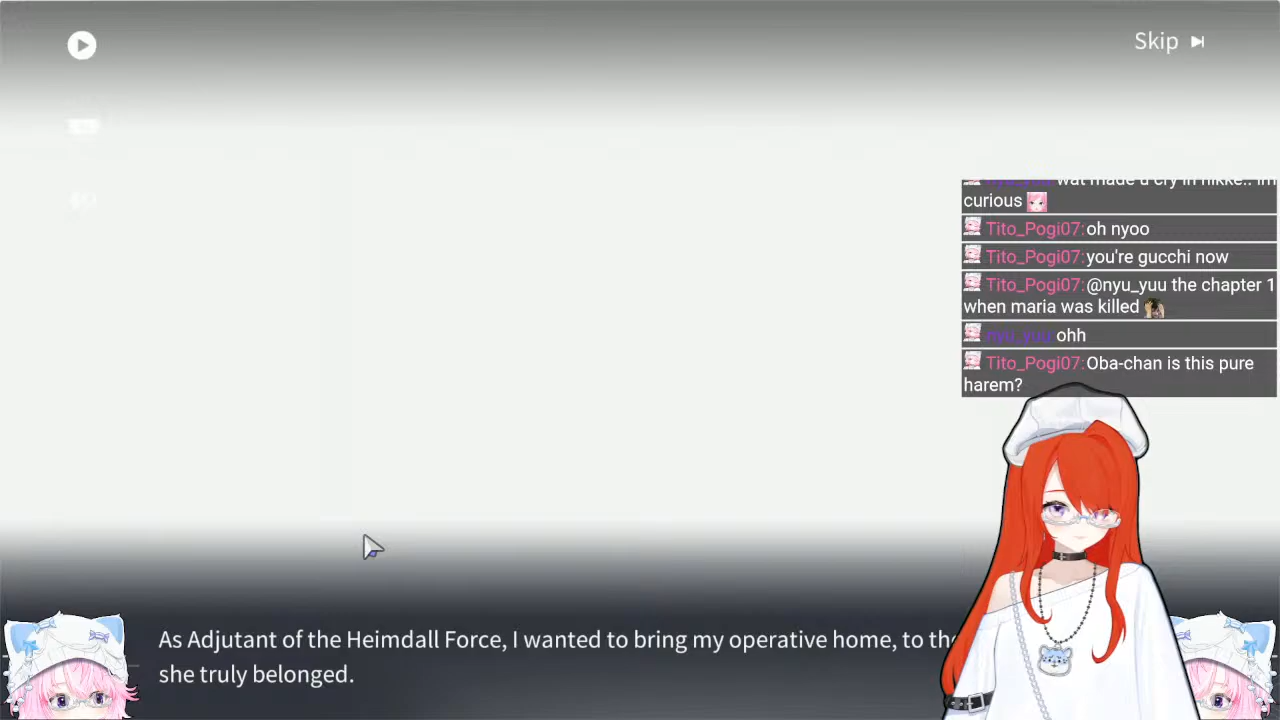 Skip
wat made u cry in nikke.. im
curious
Tito_Pogi07: oh nyoo
Tito_Pogi07: you're gucchi now
Tito_Pogi07: @nyu_yuu the chapter 1
when maria was killed
nyu_yuu ohh
Tito_Pogi07: Oba-chan is this pure
harem?
As Adjutant of the Heimdall Force, I wanted to bring my operative home, to the
she truly belonged.